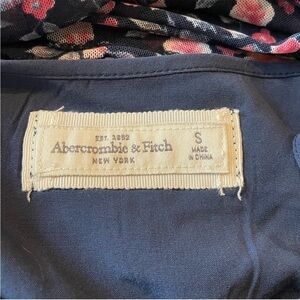 EST. 1892
Abercrombie & Fitch
NEW YORK
S
MADE
IN CHINA